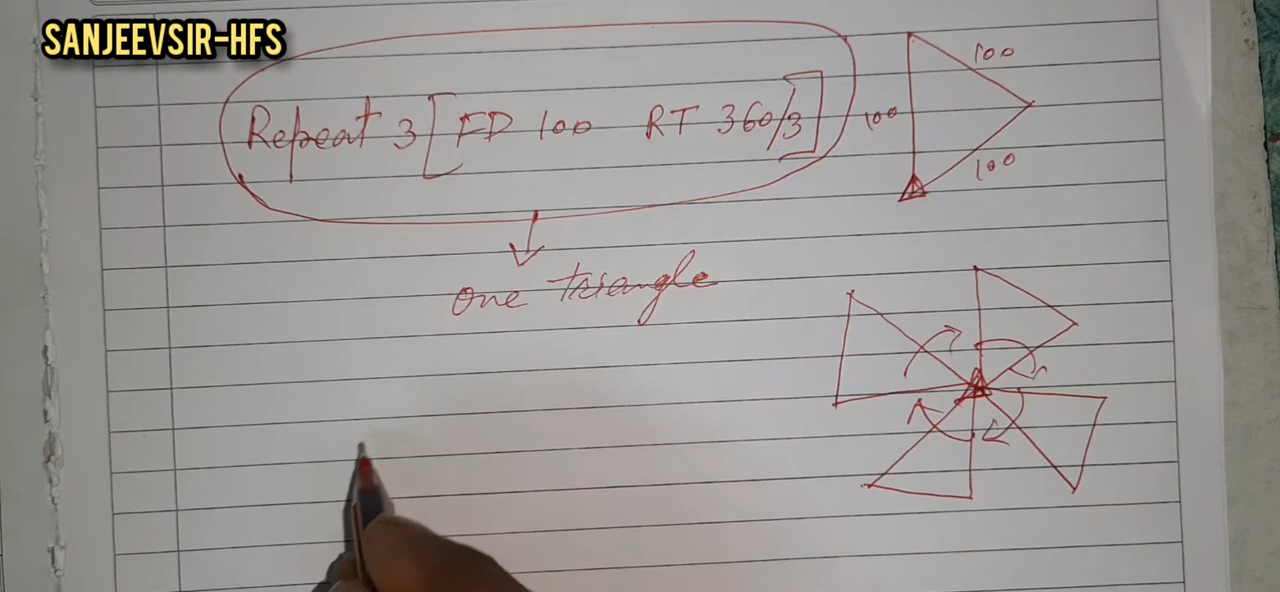 SANJEEVSIR-HFS
Repeat 3 [FD 100 RT 360/3]
100
100
100
one triangle